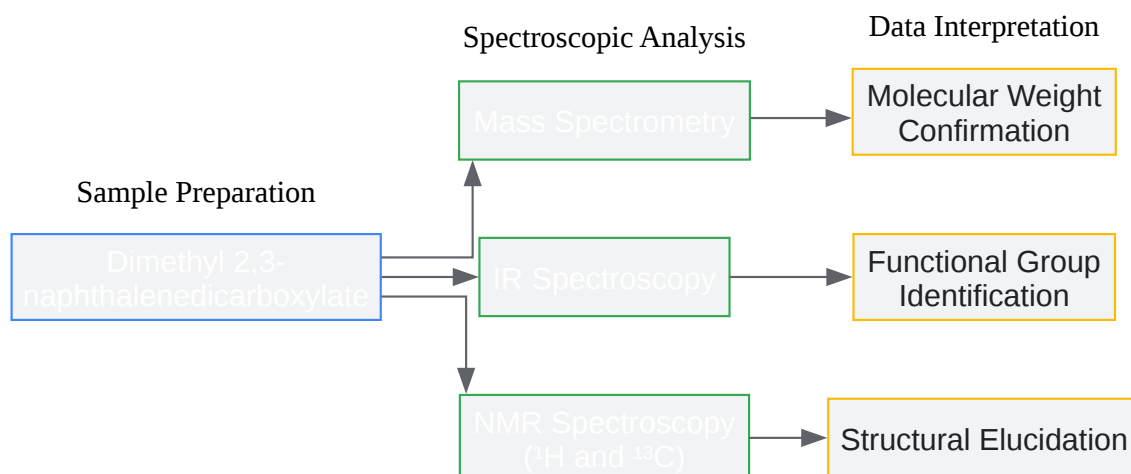 Spectroscopic Analysis
Data Interpretation
Mass Spectrometry
Molecular Weight
Confirmation
Sample Preparation
Dimethyl 2,3-
naphthalenedicarboxylate
IR Spectroscopy
Functional Group
Identification
NMR Spectroscopy
(¹H and ¹³C)
Structural Elucidation